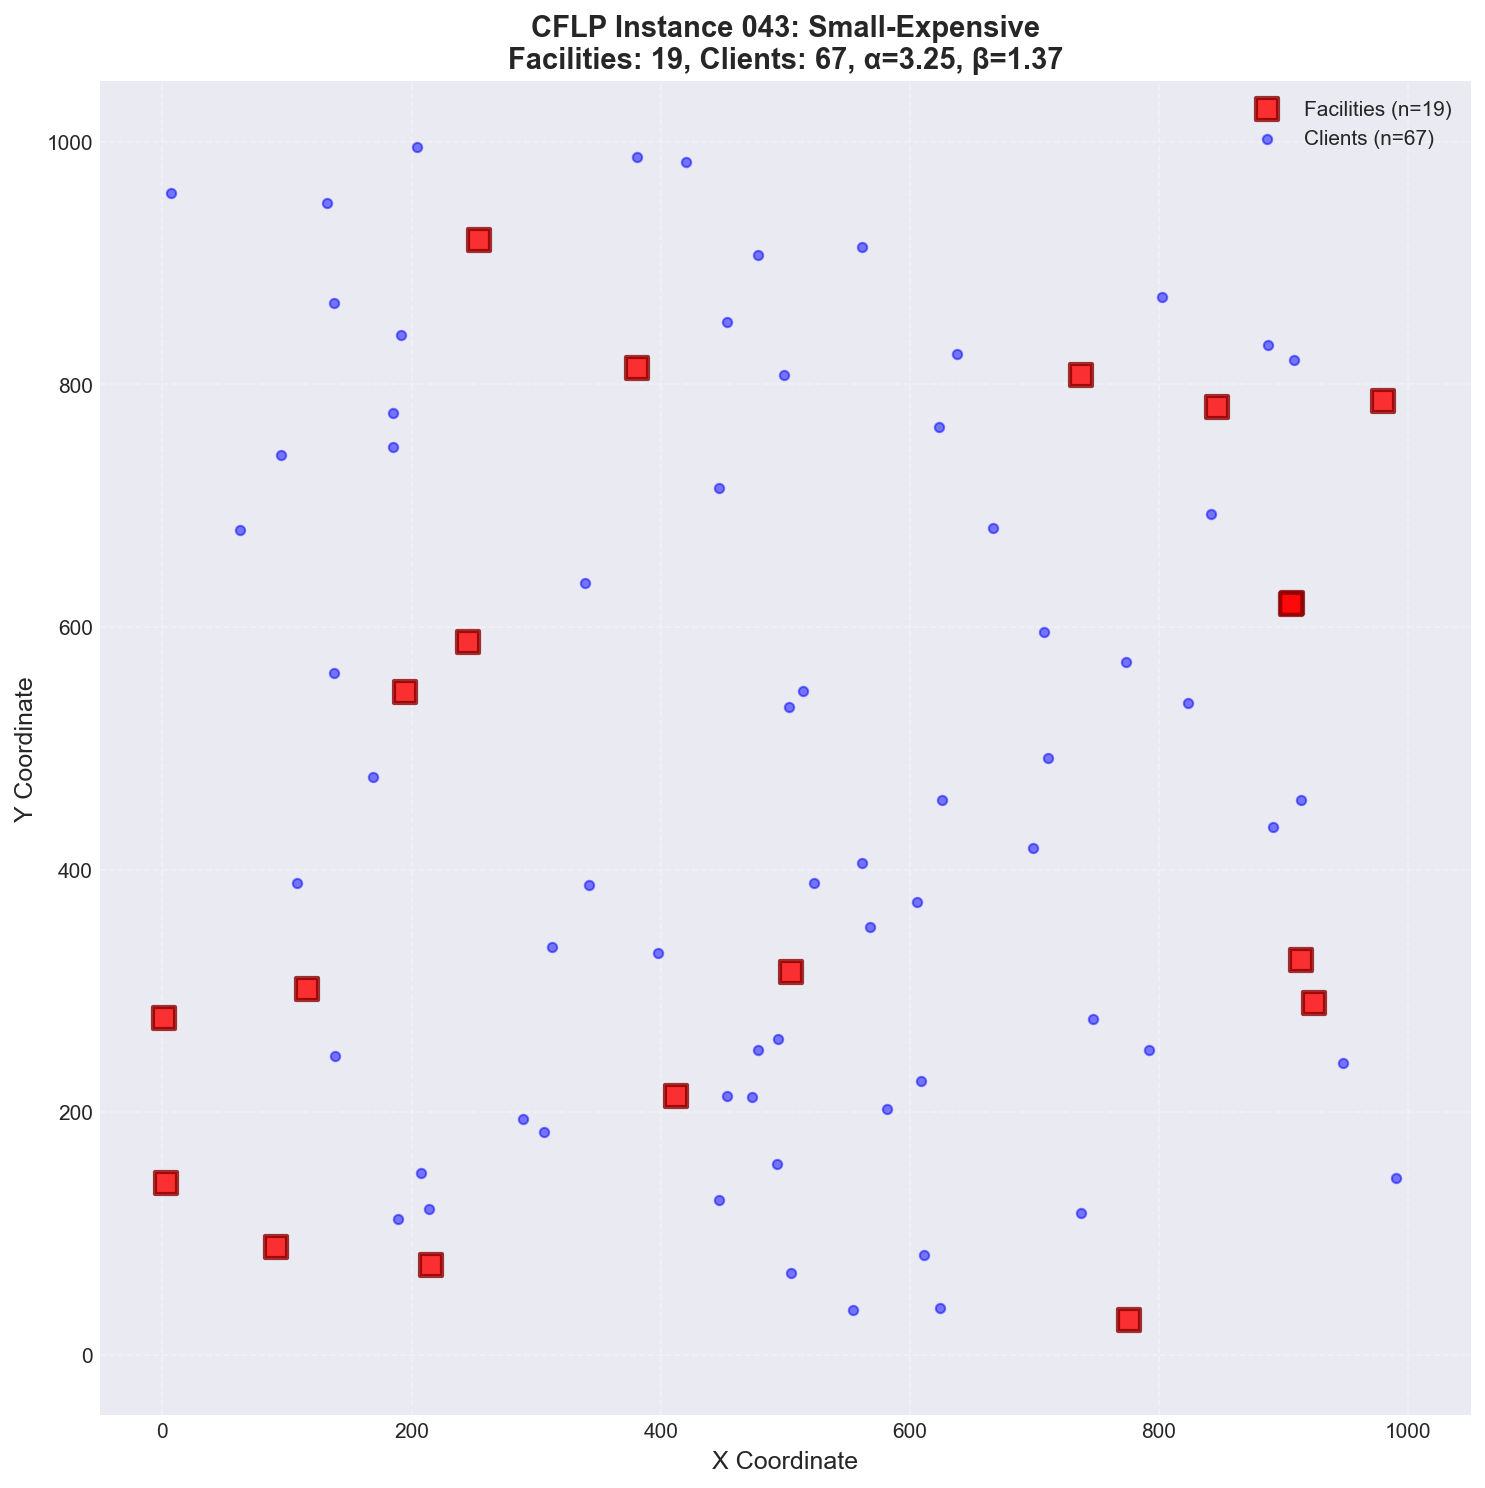 CFLP Instance 043: Small-Expensive
Facilities: 19, Clients: 67, α=3.25, β=1.37
Facilities (n=19)
Clients (n=67)
1000
800
600
400
200
0
Y Coordinate
0 200 400 600 800 1000
X Coordinate